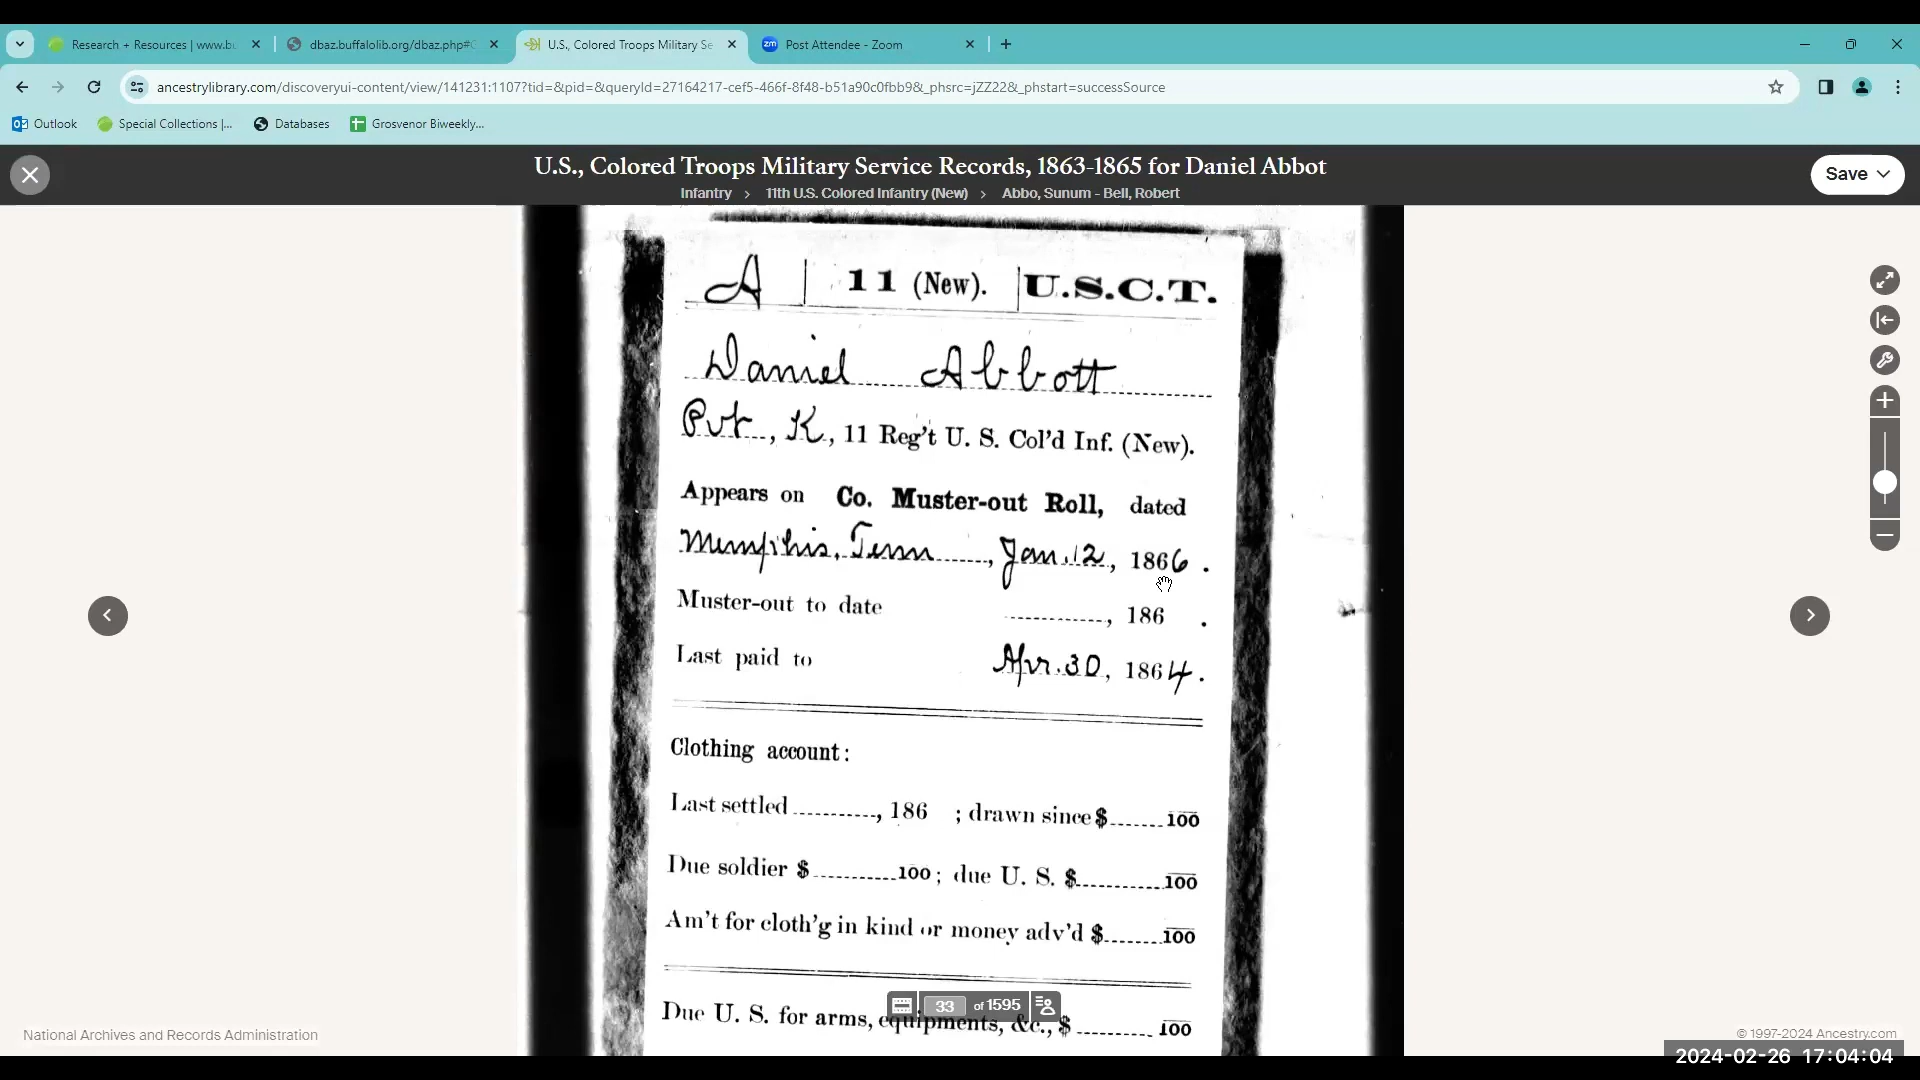 Research + Resources | www.bu
dbaz.buffalolib.org/dbaz.php#C
U.S., Colored Troops Military Se
zm Post Attendee - Zoom
ancestrylibrary.com/discoveryui-content/view/141231:1107?tid=&pid=&queryId=27164217-cef5-466f-8f48-b51a90c0fbb9&_phsrc=jZZ22&_phstart=successSource
Outlook Special Collections |... Databases Grosvenor Biweekly...
U.S., Colored Troops Military Service Records, 1863-1865 for Daniel Abbot
Infantry > 11th U.S. Colored Infantry (New) > Abbo, Sunum - Bell, Robert
Save
A | 11 (New). | U.S.C.T.
Daniel Abbott
Pvt, K, 11 Reg't U. S. Col'd Inf. (New).
Appears on Co. Muster-out Roll, dated
Memphis, Tenn, Jan. 12, 1866.
Muster-out to date , 186 .
Last paid to Apr. 30, 1864.
Clothing account:
Last settled , 186 ; drawn since $ 100
Due soldier $ 100; due U. S. $ 100
Am't for cloth'g in kind or money adv'd $ 100
33 of 1595
Due U. S. for arms, equipments, &c., $ 100
National Archives and Records Administration
© 1997-2024 Ancestry.com
2024-02-26 17:04:04